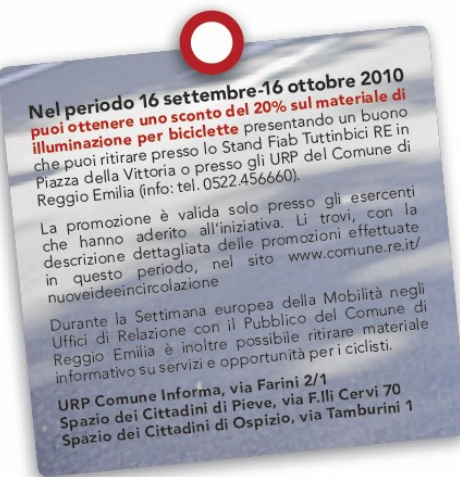 Nel periodo 16 settembre-16 ottobre 2010
puoi ottenere uno sconto del 20% sul materiale di
illuminazione per biciclette presentando un buono
che puoi ritirare presso lo Stand Fiab Tuttinbici RE in
Piazza della Vittoria o presso gli URP del Comune di
Reggio Emilia (info: tel. 0522.456660).
La promozione è valida solo presso gli esercenti
che hanno aderito all'iniziativa. Li trovi, con la
descrizione dettagliata delle promozioni effettuate
in questo periodo, nel sito www.comune.re.it/
nuoveideeincircolazione
Durante la Settimana europea della Mobilità negli
Uffici di Relazione con il Pubblico del Comune di
Reggio Emilia è inoltre possibile ritirare materiale
informativo su servizi e opportunità per i ciclisti.
URP Comune Informa, via Farini 2/1
Spazio dei Cittadini di Pieve, via F.lli Cervi 70
Spazio dei Cittadini di Ospizio, via Tamburini 1